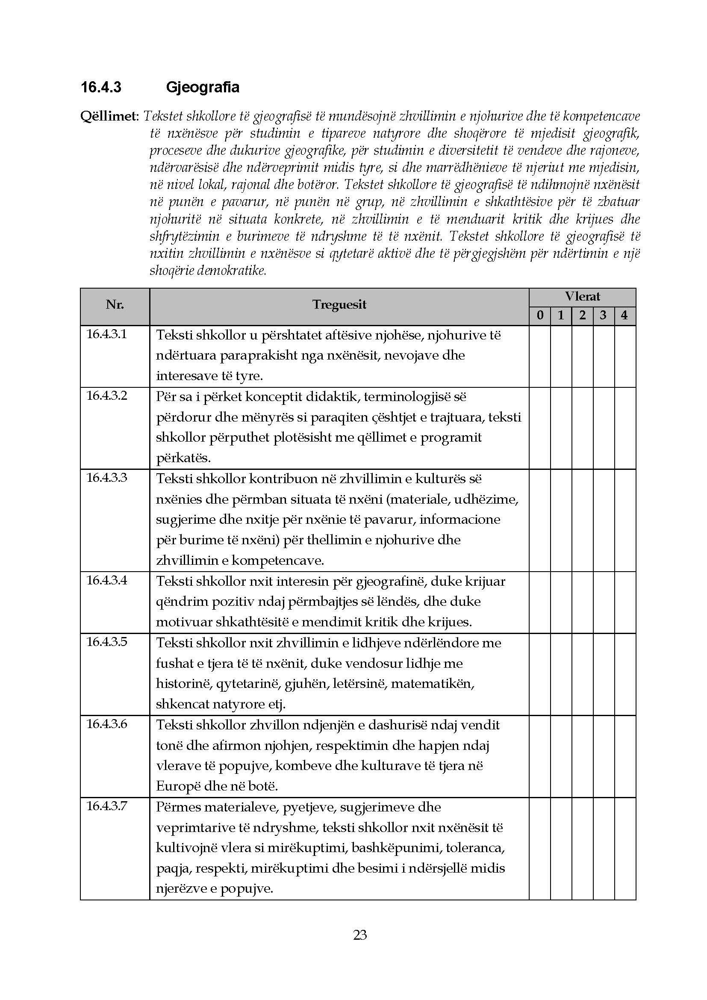 16.4.3 Gjeografia
Qëllimet: Tekstet shkollore të gjeografisë të mundësojnë zhvillimin e njohurive dhe të kompetencave
të nxënësve për studimin e tipareve natyrore dhe shoqërore të mjedisit gjeografik,
proceseve dhe dukurive gjeografike, për studimin e diversitetit të vendeve dhe rajoneve,
ndërvarësisë dhe ndërveprimit midis tyre, si dhe marrëdhënieve të njeriut me mjedisin,
në nivel lokal, rajonal dhe botëror. Tekstet shkollore të gjeografisë të ndihmojnë nxënësit
në punën e pavarur, në punën në grup, në zhvillimin e shkathtësive për të zbatuar
njohuritë në situata konkrete, në zhvillimin e të menduarit kritik dhe krijues dhe
shfrytëzimin e burimeve të ndryshme të të nxënit. Tekstet shkollore të gjeografisë të
nxitin zhvillimin e nxënësve si qytetarë aktivë dhe të përgjegjshëm për ndërtimin e një
shoqërie demokratike.
Nr. Treguesit Vlerat
0 1 2 3 4
16.4.3.1 Teksti shkollor u përshtatet aftësive njohëse, njohurive të
ndërtuara paraprakisht nga nxënësit, nevojave dhe
interesave të tyre.
16.4.3.2 Për sa i përket konceptit didaktik, terminologjisë së
përdorur dhe mënyrës si paraqiten çështjet e trajtuara, teksti
shkollor përputhet plotësisht me qëllimet e programit
përkatës.
16.4.3.3 Teksti shkollor kontribuon në zhvillimin e kulturës së
nxënies dhe përmban situata të nxëni (materiale, udhëzime,
sugjerime dhe nxitje për nxënie të pavarur, informacione
për burime të nxëni) për thellimin e njohurive dhe
zhvillimin e kompetencave.
16.4.3.4 Teksti shkollor nxit interesin për gjeografinë, duke krijuar
qëndrim pozitiv ndaj përmbajtjes së lëndës, dhe duke
motivuar shkathtësitë e mendimit kritik dhe krijues.
16.4.3.5 Teksti shkollor nxit zhvillimin e lidhjeve ndërlëndore me
fushat e tjera të të nxënit, duke vendosur lidhje me
historinë, qytetarinë, gjuhën, letërsinë, matematikën,
shkencat natyrore etj.
16.4.3.6 Teksti shkollor zhvillon ndjenjën e dashurisë ndaj vendit
tonë dhe afirmon njohjen, respektimin dhe hapjen ndaj
vlerave të popujve, kombeve dhe kulturave të tjera në
Europë dhe në botë.
16.4.3.7 Përmes materialeve, pyetjeve, sugjerimeve dhe
veprimtarive të ndryshme, teksti shkollor nxit nxënësit të
kultivojnë vlera si mirëkuptimi, bashkëpunimi, toleranca,
paqja, respekti, mirëkuptimi dhe besimi i ndërsjellë midis
njerëzve e popujve.
23